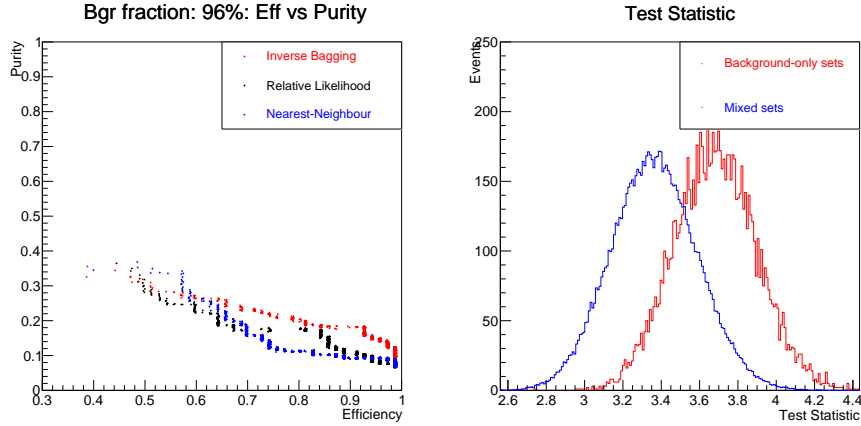 Bgr fraction: 96%: Eff vs Purity
Purity
1
0.9
0.8
0.7
0.6
0.5
0.4
0.3
0.2
0.1
0
Inverse Bagging
Relative Likelihood
Nearest-Neighbour
0.3 0.4 0.5 0.6 0.7 0.8 0.9 1
Efficiency
Test Statistic
Events
250
200
150
100
50
0
Background-only sets
Mixed sets
2.6 2.8 3 3.2 3.4 3.6 3.8 4 4.2 4.4
Test Statistic